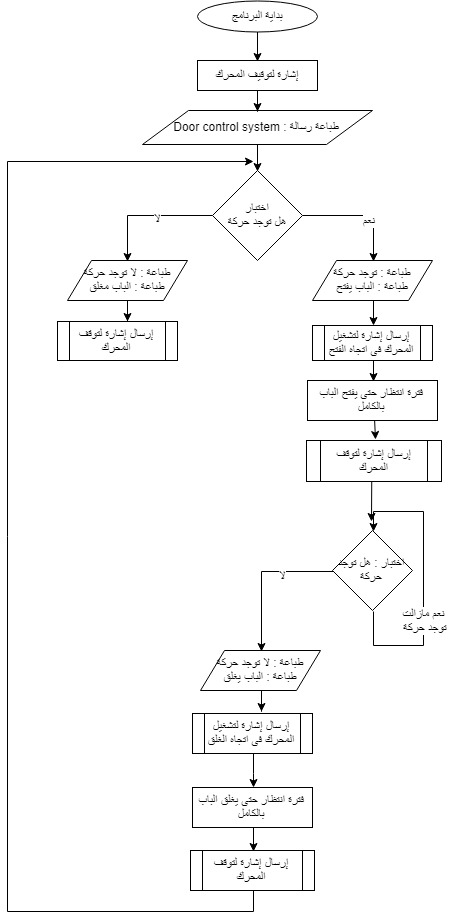 بداية البرنامج
إشارة لتوقيف المحرك
طباعة رسالة : Door control system
اختبار
هل توجد حركة
نعم
لا
طباعة : توجد حركة
طباعة : الباب يفتح
طباعة : لا توجد حركة
طباعة : الباب مغلق
إرسال إشارة لتشغيل
المحرك فى اتجاه الفتح
إرسال إشارة لتوقف
المحرك
فترة انتظار حتى يفتح الباب
بالكامل
إرسال إشارة لتوقف
المحرك
اختبار : هل توجد
حركة
لا
نعم مازالت
توجد حركة
طباعة : لا توجد حركة
طباعة : الباب يغلق
إرسال إشارة لتشغيل
المحرك فى اتجاه الغلق
فترة انتظار حتى يغلق الباب
بالكامل
إرسال إشارة لتوقف
المحرك